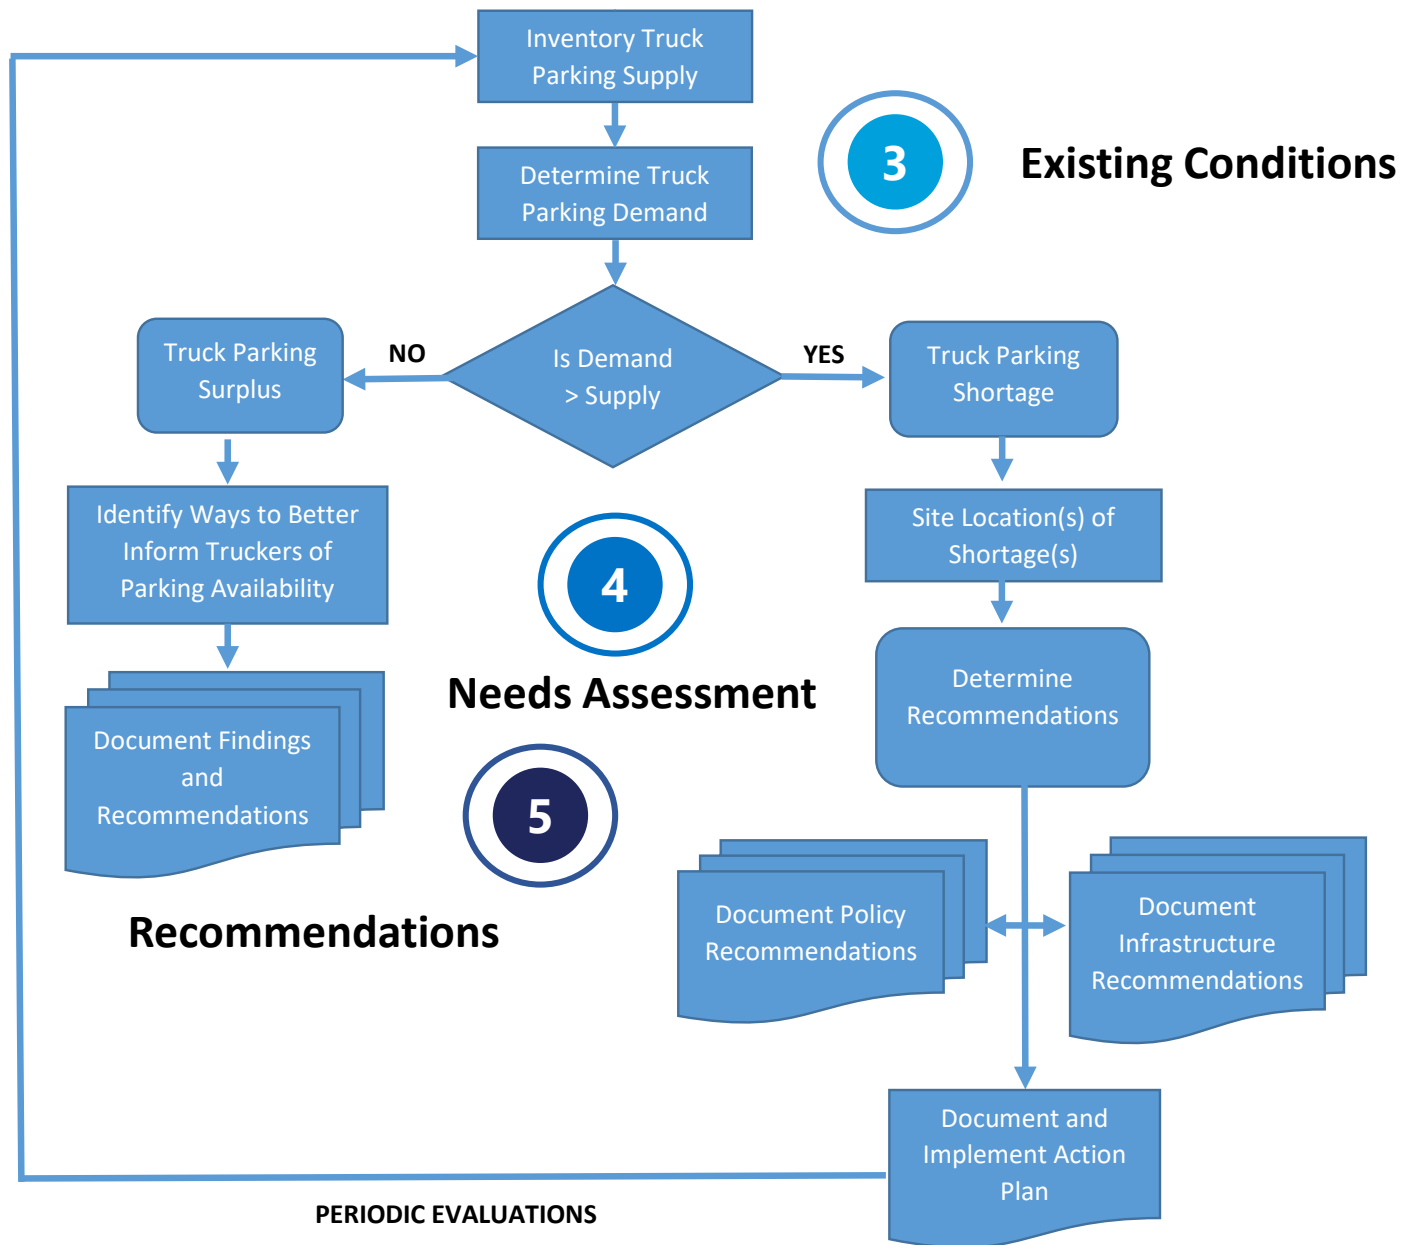 Inventory Truck
Parking Supply
3
Existing Conditions
Determine Truck
Parking Demand
Is Demand
> Supply
NO
YES
Truck Parking
Surplus
Truck Parking
Shortage
Identify Ways to Better
Inform Truckers of
Parking Availability
Site Location(s) of
Shortage(s)
4
Needs Assessment
Determine
Recommendations
Document Findings
and
Recommendations
5
Recommendations
Document Policy
Recommendations
Document
Infrastructure
Recommendations
Document and
Implement Action
Plan
PERIODIC EVALUATIONS